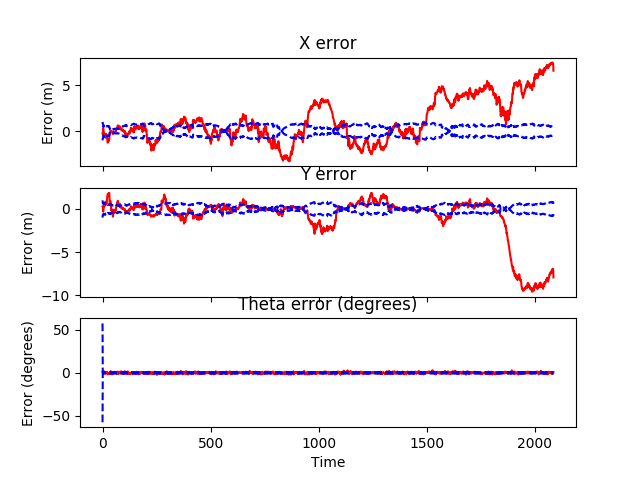 X error
Error (m)
5
0
Y error
Error (m)
0
−5
−10
Theta error (degrees)
Error (degrees)
50
0
−50
0 500 1000 1500 2000
Time